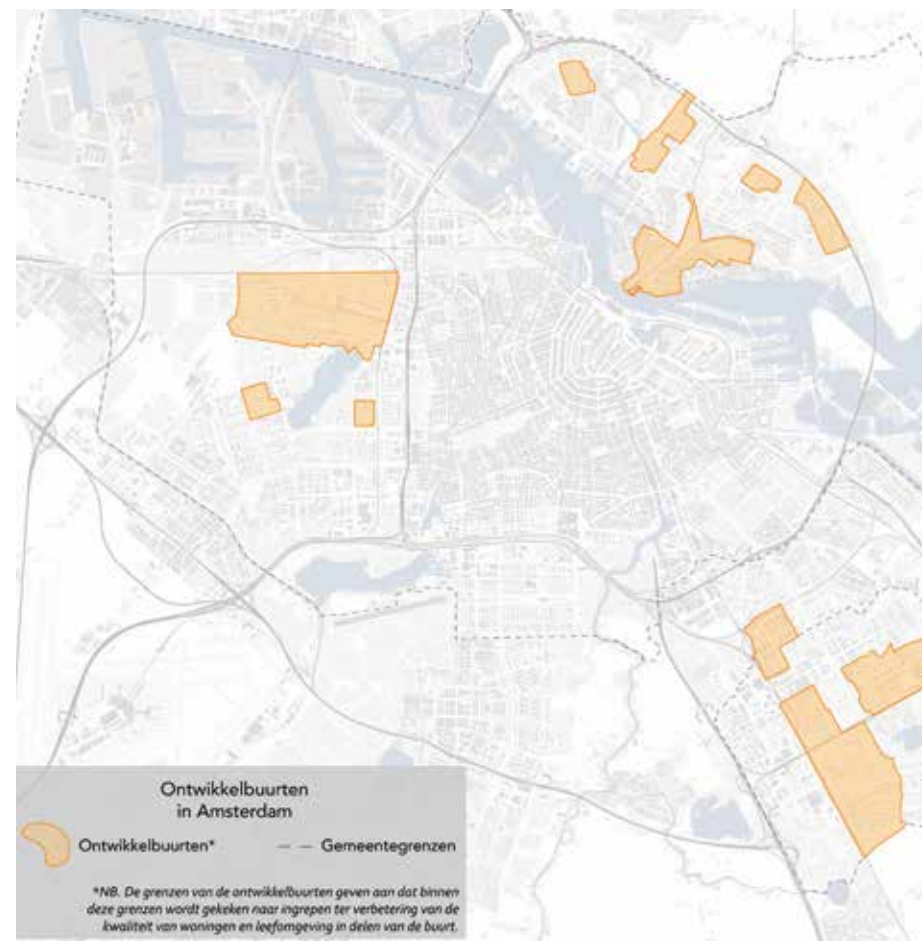 Ontwikkelbuurten
in Amsterdam
Ontwikkelbuurten*
Gemeentegrenzen
*NB. De grenzen van de ontwikkelbuurten geven aan dat binnen
deze grenzen wordt gekeken naar ingrepen ter verbetering van de
kwaliteit van woningen en leefomgeving in delen van de buurt.